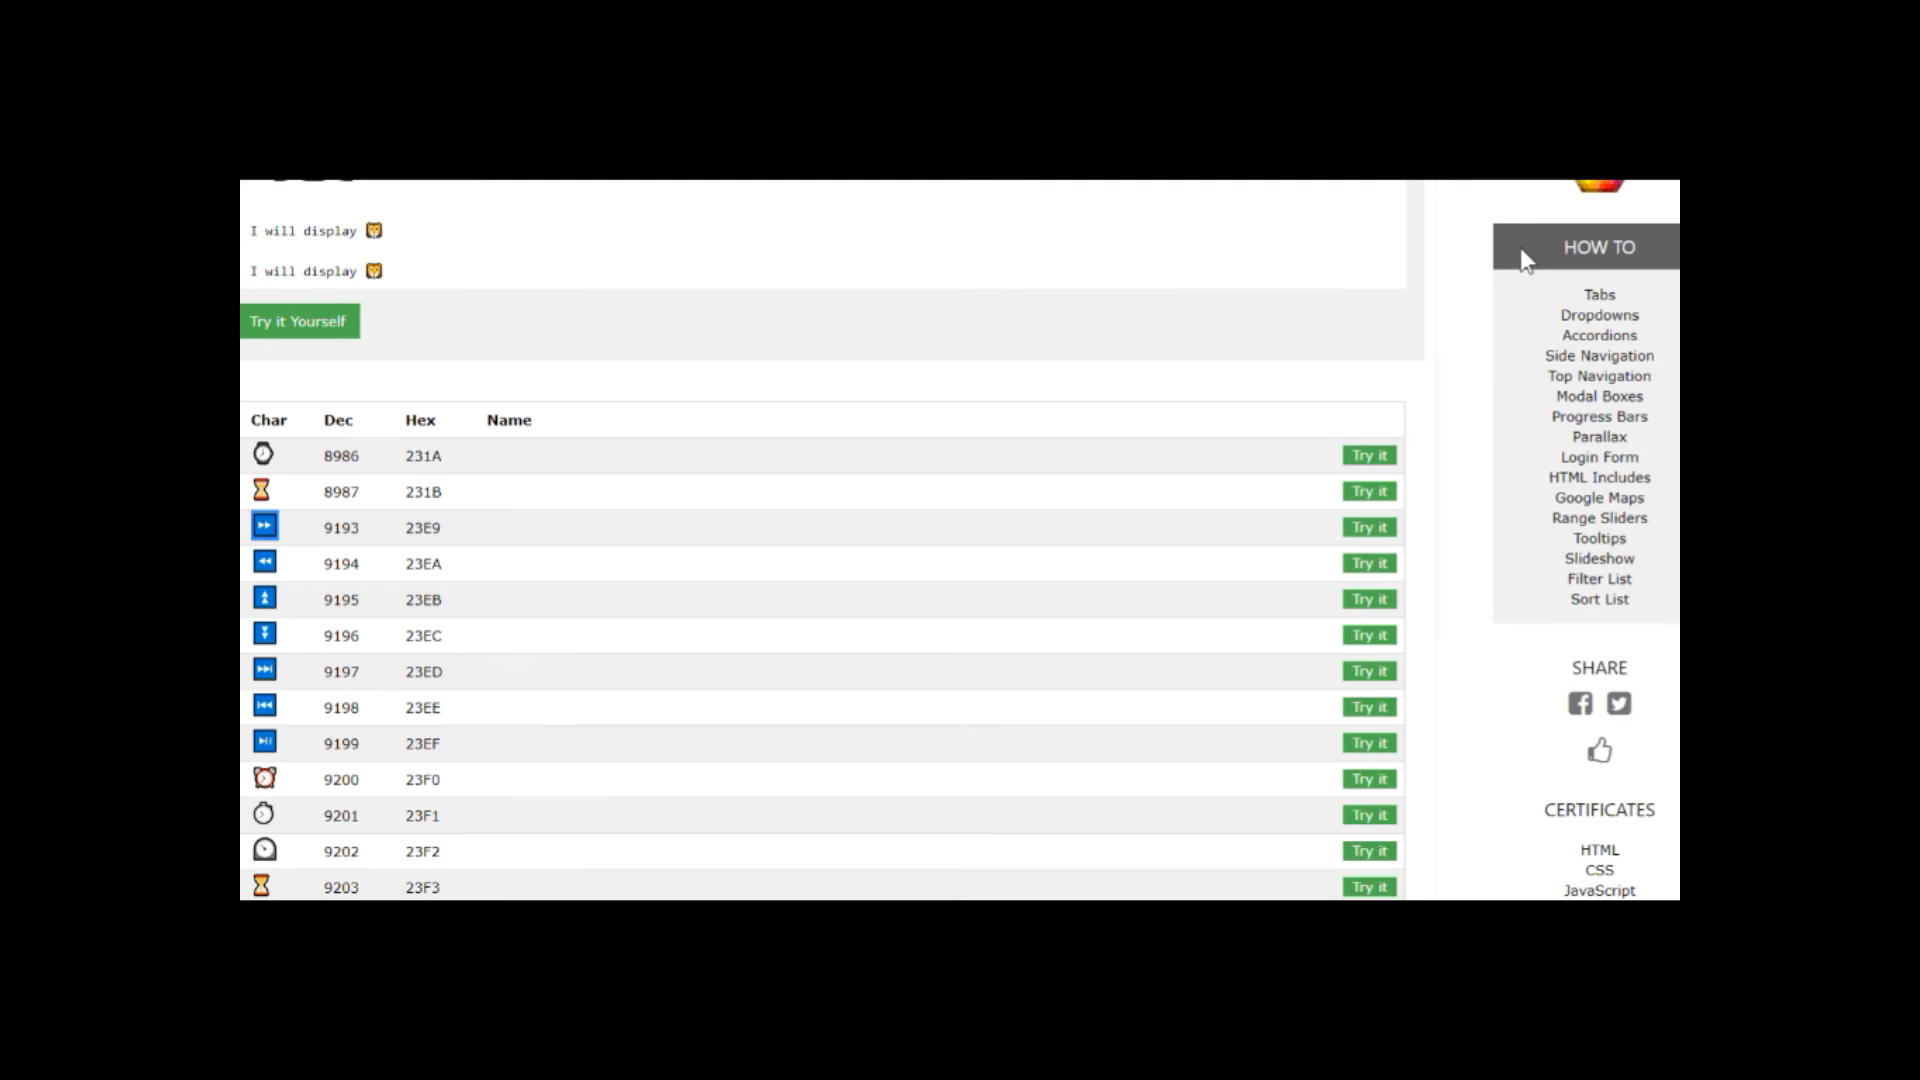 I will display 🐯
I will display 🐯
Try it Yourself
Char Dec Hex Name
8986 231A Try it
8987 231B Try it
9193 23E9 Try it
9194 23EA Try it
9195 23EB Try it
9196 23EC Try it
9197 23ED Try it
9198 23EE Try it
9199 23EF Try it
9200 23F0 Try it
9201 23F1 Try it
9202 23F2 Try it
9203 23F3 Try it
HOW TO
Tabs
Dropdowns
Accordions
Side Navigation
Top Navigation
Modal Boxes
Progress Bars
Parallax
Login Form
HTML Includes
Google Maps
Range Sliders
Tooltips
Slideshow
Filter List
Sort List
SHARE
CERTIFICATES
HTML
CSS
JavaScript